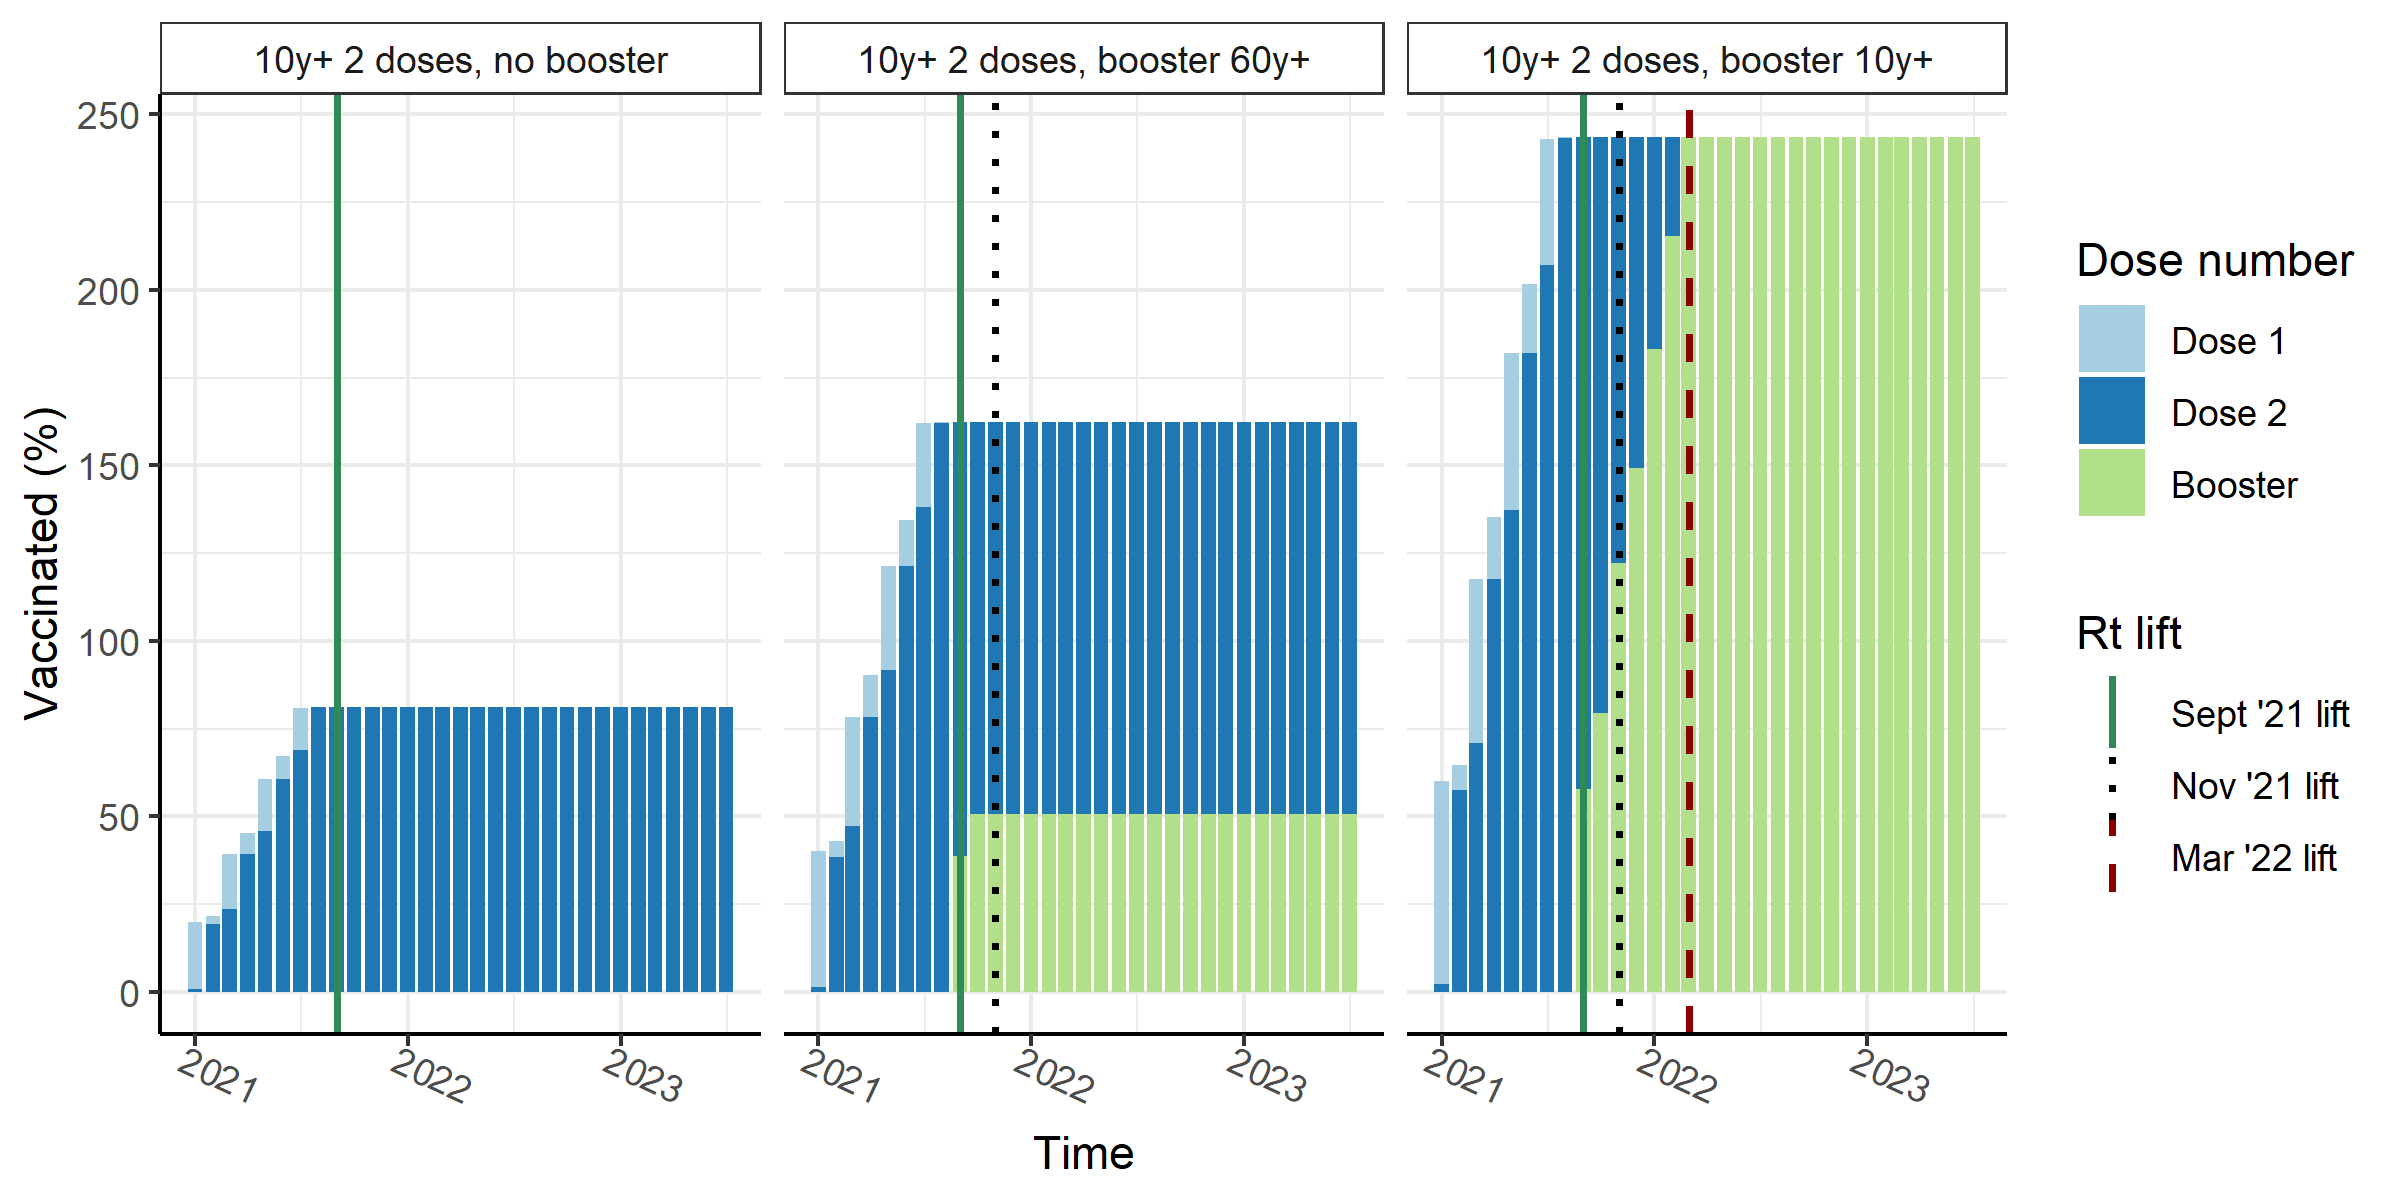 10y+ 2 doses, no booster
10y+ 2 doses, booster 60y+
10y+ 2 doses, booster 10y+
Vaccinated (%)
250
200
150
100
50
0
2021
2022
2023
2021
2022
2023
2021
2022
2023
Time
Dose number
Dose 1
Dose 2
Booster
Rt lift
Sept '21 lift
Nov '21 lift
Mar '22 lift